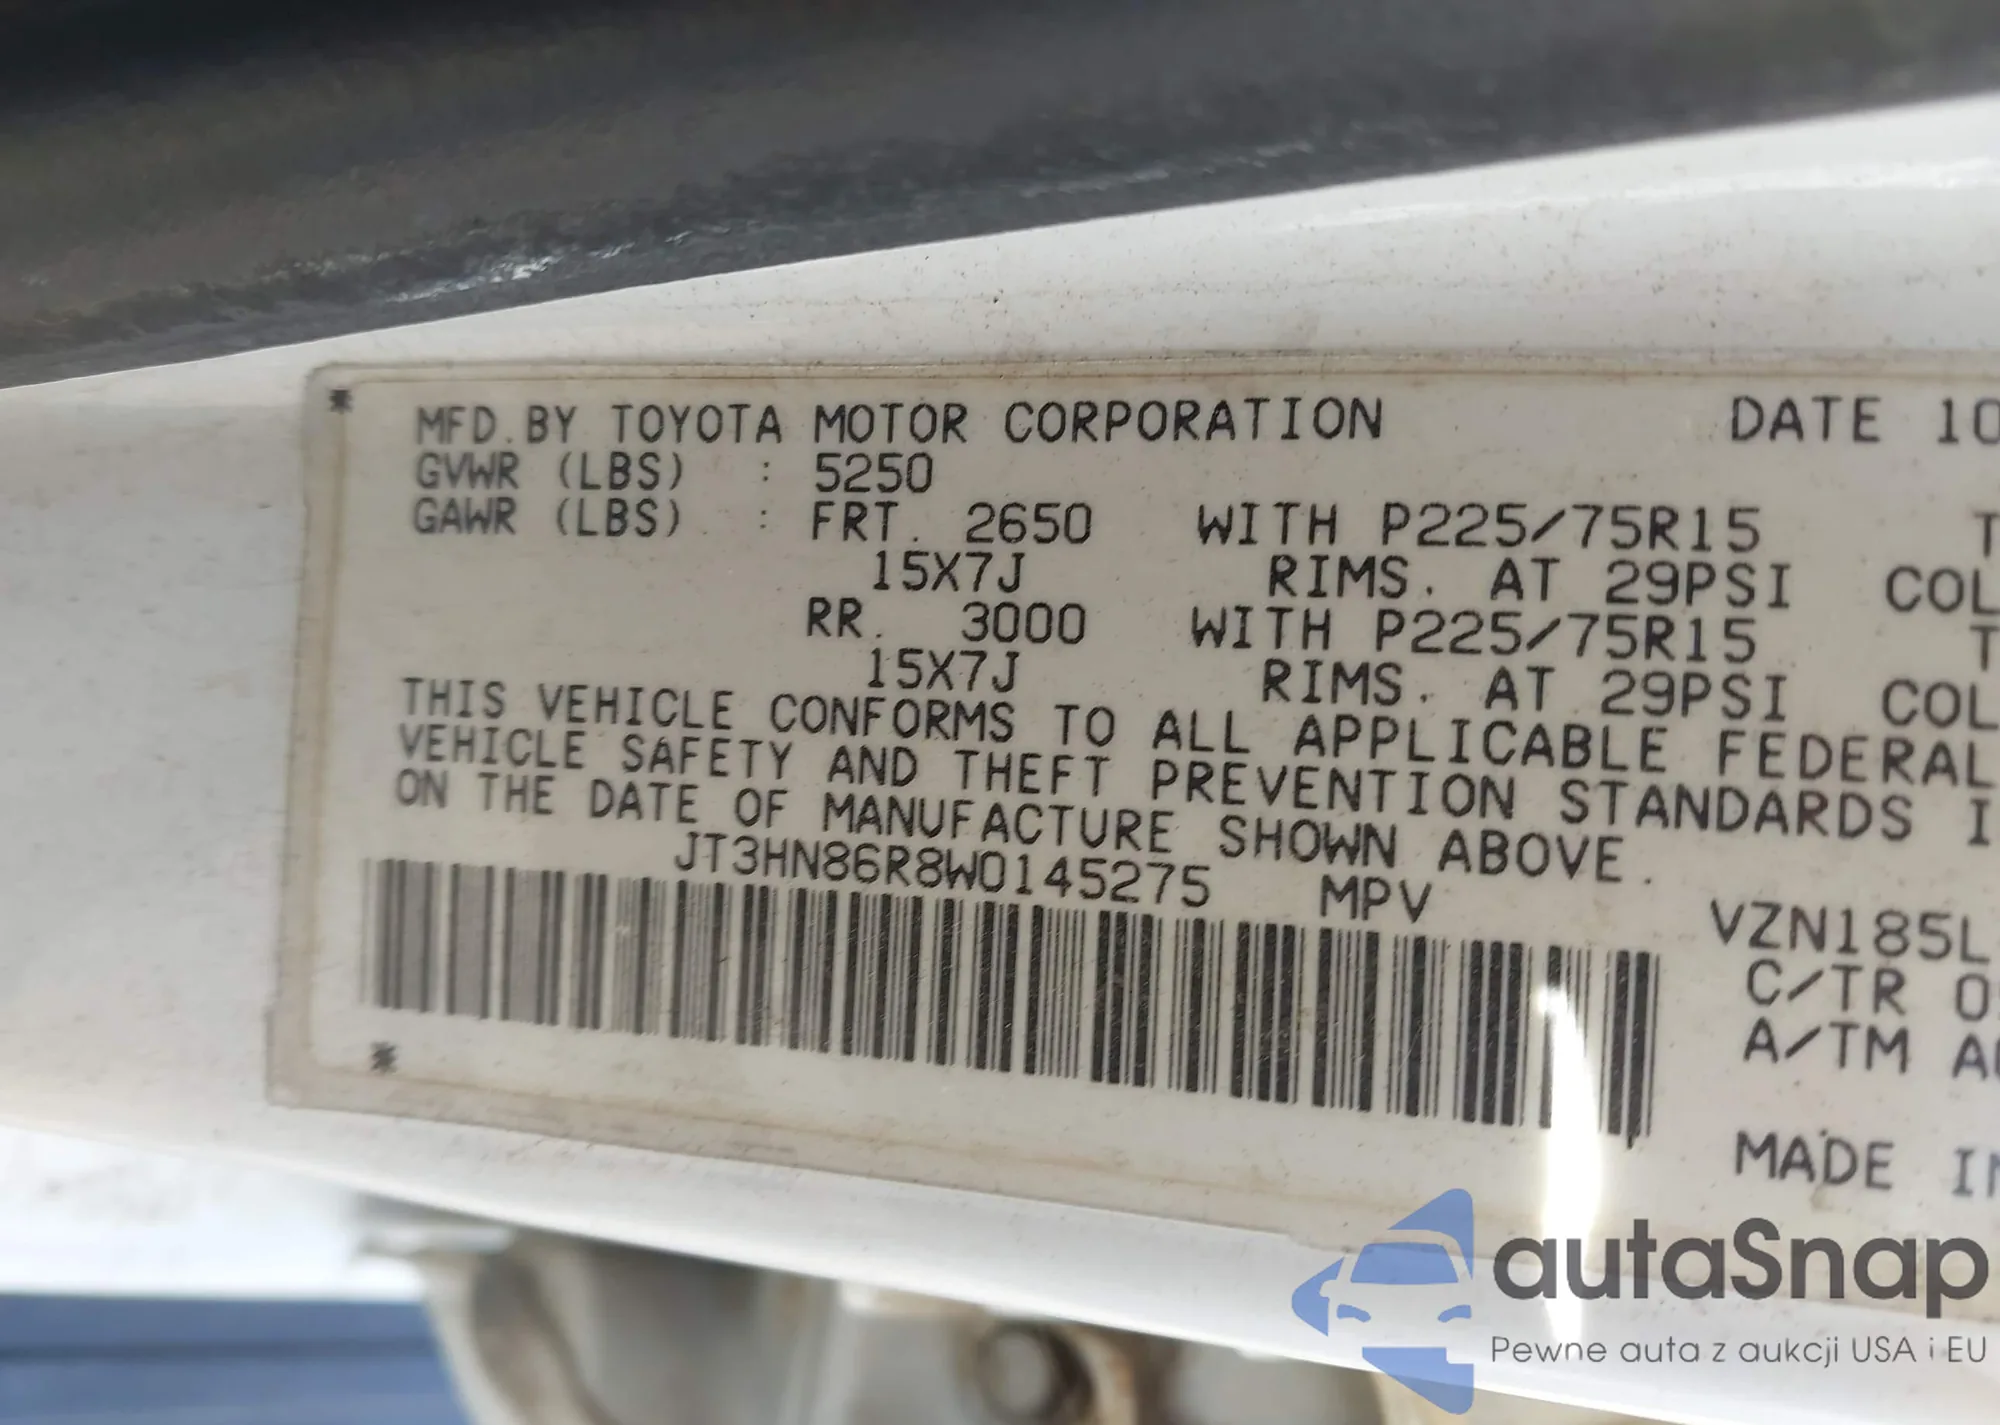 MFD.BY TOYOTA MOTOR CORPORATION DATE 10
GVWR (LBS) : 5250
GAWR (LBS) : FRT. 2650 WITH P225/75R15 T
15X7J RIMS. AT 29PSI COL
RR. 3000 WITH P225/75R15 T
15X7J RIMS. AT 29PSI COL
THIS VEHICLE CONFORMS TO ALL APPLICABLE FEDERAL
VEHICLE SAFETY AND THEFT PREVENTION STANDARDS I
ON THE DATE OF MANUFACTURE SHOWN ABOVE.
JT3HN86R8W0145275 MPV
VZN185L
C/TR 0
A/TM A
MADE IN
autaSnap
Pewne auta z aukcji USA i EU